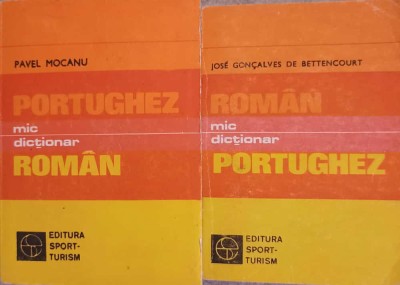 PAVEL MOCANU
PORTUGHEZ
mic
dicționar
ROMÂN
EDITURA
SPORT-
TURISM
JOSÉ GONÇALVES DE BETTENCOURT
ROMÂN
mic
dicționar
PORTUGHEZ
EDITURA
SPORT-
TURISM